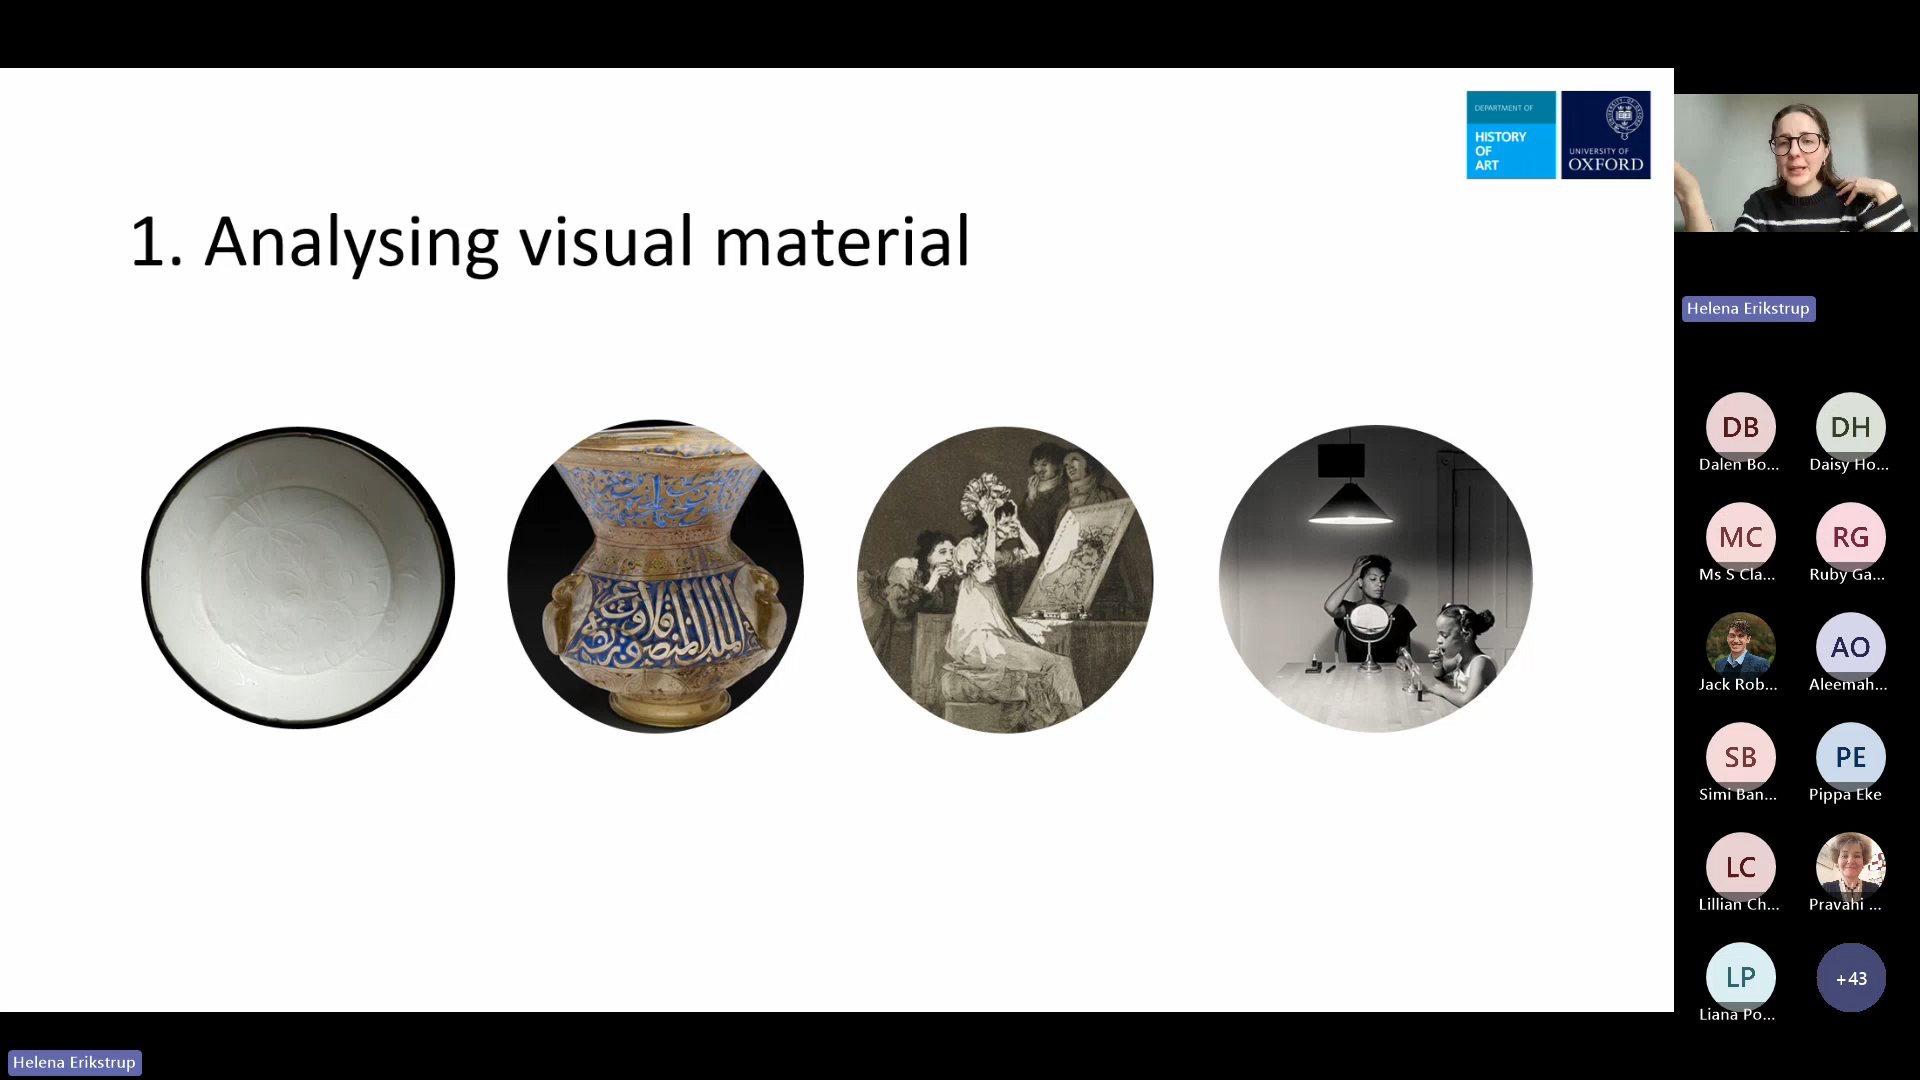 DEPARTMENT OF
HISTORY
OF
ART
UNIVERSITY OF
OXFORD
1. Analysing visual material
Helena Erikstrup
DB
DH
Dalen Bo...
Daisy Ho...
MC
RG
Ms S Cla...
Ruby Ga...
Jack Rob...
AO
Aleemah...
SB
PE
Simi Ban...
Pippa Eke
LC
Lillian Ch...
Pravahi ...
LP
+43
Liana Po...
Helena Erikstrup